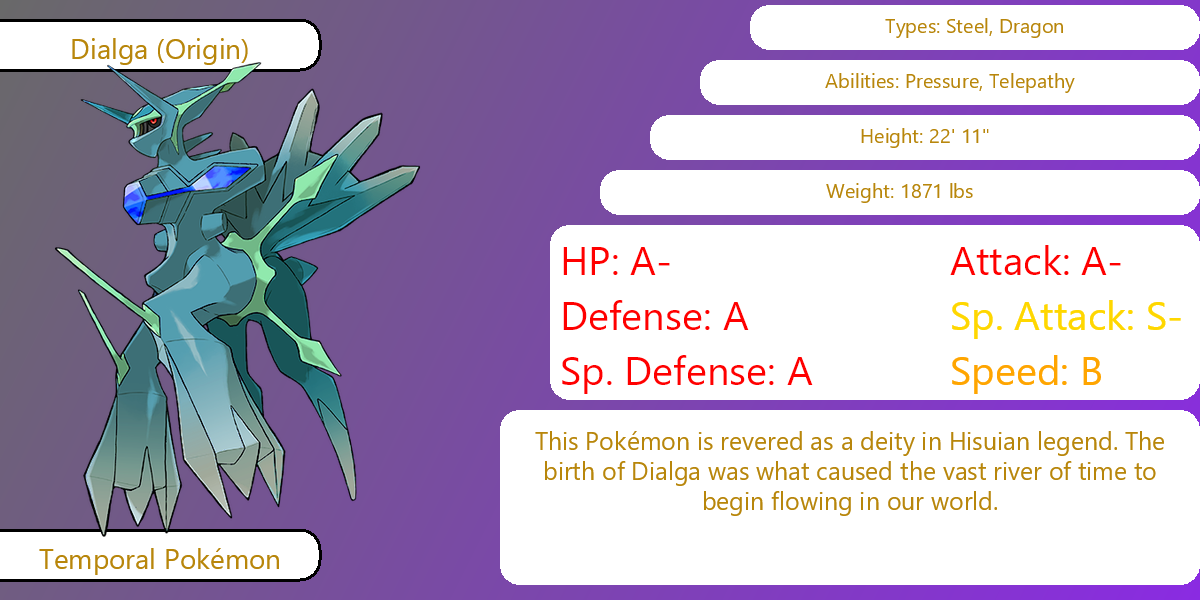 Dialga (Origin)
Types: Steel, Dragon
Abilities: Pressure, Telepathy
Height: 22' 11"
Weight: 1871 lbs
HP: A-
Attack: A-
Defense: A
Sp. Attack: S-
Sp. Defense: A
Speed: B
This Pokémon is revered as a deity in Hisuian legend. The
birth of Dialga was what caused the vast river of time to
begin flowing in our world.
Temporal Pokémon